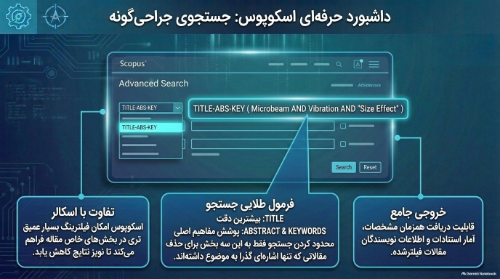 داشبورد حرفه‌ای اسکوپوس: جستجوی جراحی‌گونه
Scopus
Advanced Search
TITLE-ABS-KEY
TITLE-ABS-KEY ( Microbeam AND Vibration AND "Size Effect" )
TITLE-ABS-KEY
Search
Reset
خروجی جامع
قابلیت دریافت همزمان مشخصات،
آمار استنادات و اطلاعات نویسندگان
مقالات فیلترشده.
فرمول طلایی جستجو
TITLE: بیشترین دقت
ABSTRACT & KEYWORDS: پوشش مفاهیم اصلی
محدود کردن جستجو فقط به این سه بخش برای حذف
مقالاتی که تنها اشاره‌ای گذرا به موضوع داشته‌اند.
تفاوت با اسکالر
اسکوپوس امکان فیلترینگ بسیار عمیق
تری در بخش‌های خاص مقاله فراهم
می‌کند تا نویز نتایج کاهش یابد.